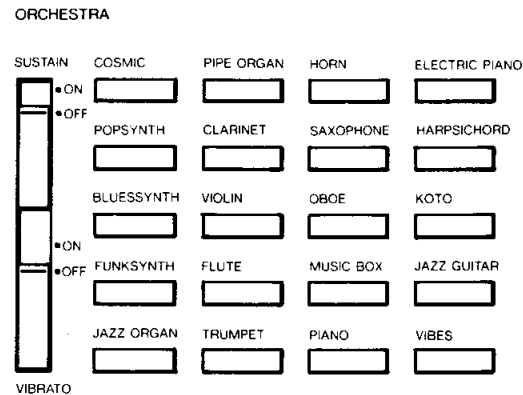 ORCHESTRA
SUSTAIN COSMIC PIPE ORGAN HORN ELECTRIC PIANO
•ON
•OFF
POPSYNTH CLARINET SAXOPHONE HARPSICHORD
BLUESSYNTH VIOLIN OBOE KOTO
•ON
•OFF FUNKSYNTH FLUTE MUSIC BOX JAZZ GUITAR
JAZZ ORGAN TRUMPET PIANO VIBES
VIBRATO